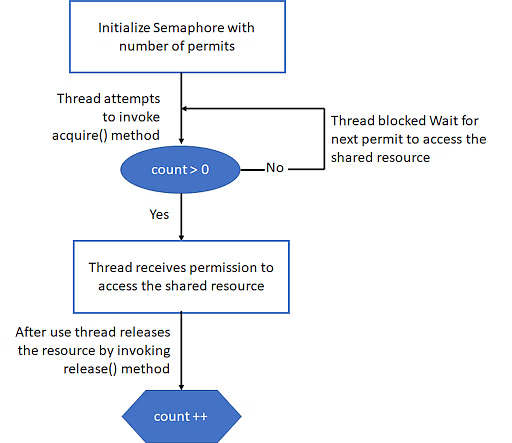 Initialize Semaphore with
number of permits
Thread attempts
to invoke
acquire() method
Thread blocked Wait for
next permit to access the
shared resource
count > 0
No
Yes
Thread receives permission to
access the shared resource
After use thread releases
the resource by invoking
release() method
count ++